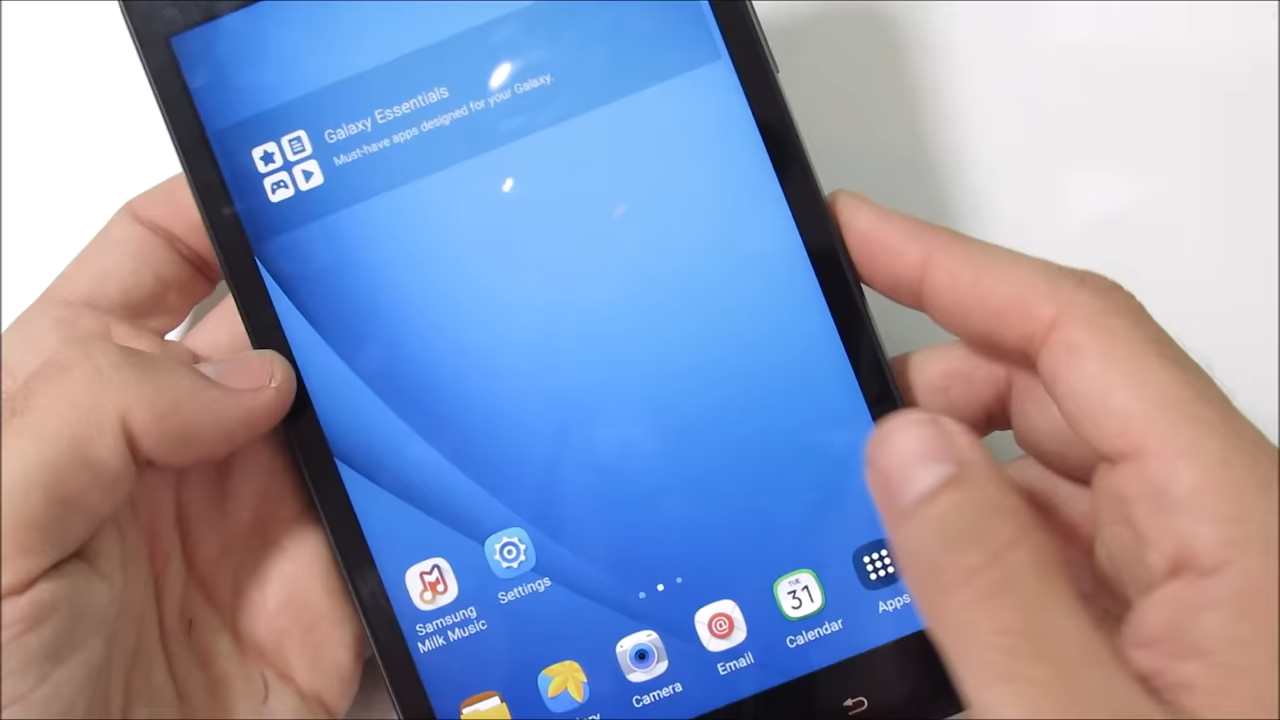 Galaxy Essentials
Must-have apps designed for your Galaxy.
Samsung
Milk Music
Settings
TUE
31
Calendar
Apps
@
Email
Camera